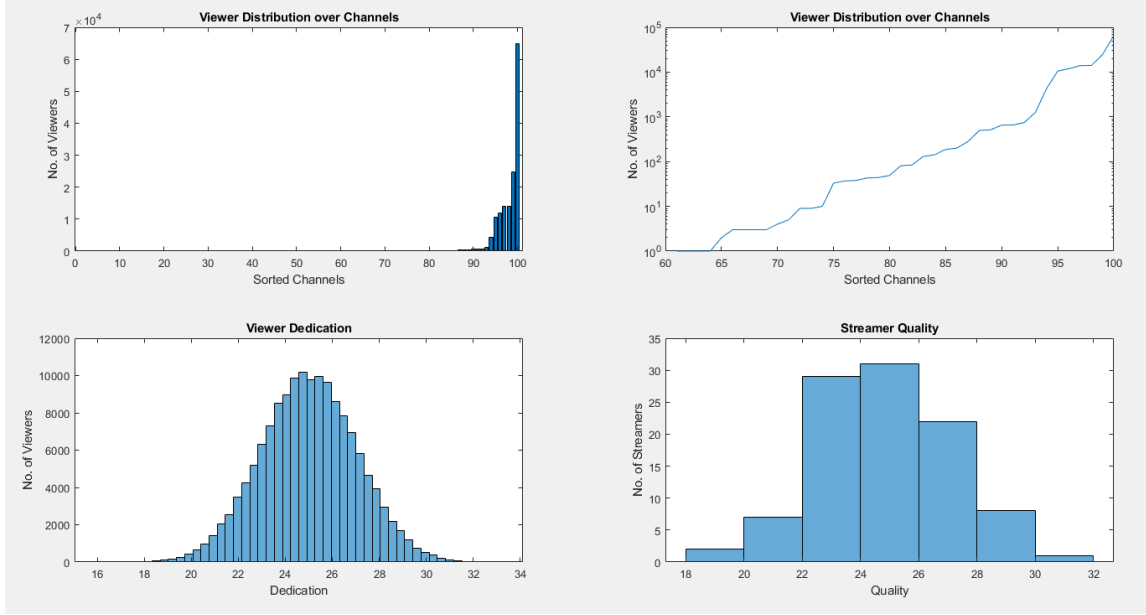 Viewer Distribution over Channels
×10^4
7
6
5
4
3
2
1
0
No. of Viewers
0 10 20 30 40 50 60 70 80 90 100
Sorted Channels
Viewer Distribution over Channels
10^5
10^4
10^3
10^2
10^1
10^0
No. of Viewers
60 65 70 75 80 85 90 95 100
Sorted Channels
Viewer Dedication
12000
10000
8000
6000
4000
2000
0
No. of Viewers
16 18 20 22 24 26 28 30 32 34
Dedication
Streamer Quality
35
30
25
20
15
10
5
0
No. of Streamers
18 20 22 24 26 28 30 32
Quality